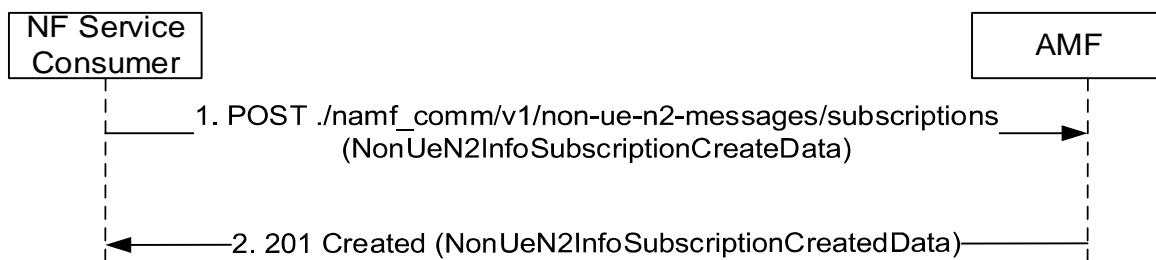 NF Service
Consumer
AMF
1. POST ./namf_comm/v1/non-ue-n2-messages/subscriptions
(NonUeN2InfoSubscriptionCreateData)
2. 201 Created (NonUeN2InfoSubscriptionCreatedData)